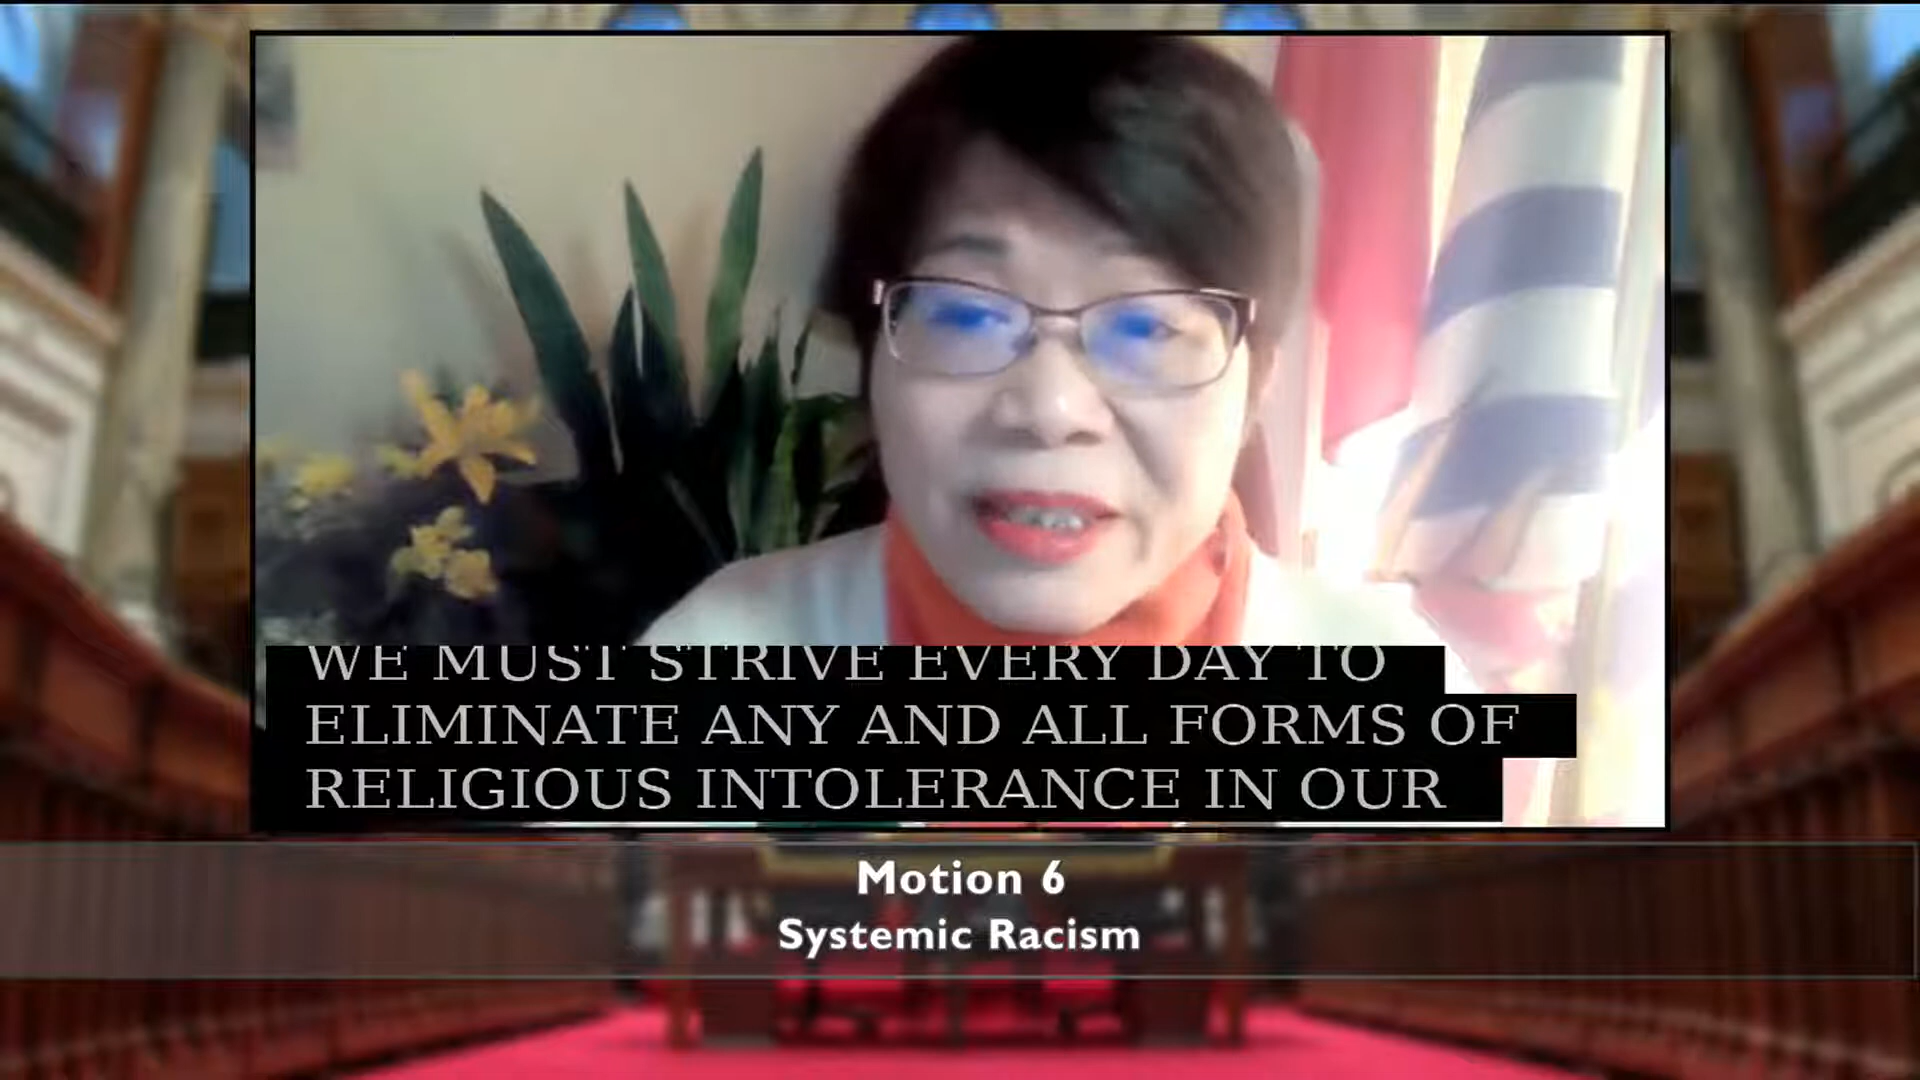 WE MUST STRIVE EVERY DAY TO
ELIMINATE ANY AND ALL FORMS OF
RELIGIOUS INTOLERANCE IN OUR
Motion 6
Systemic Racism